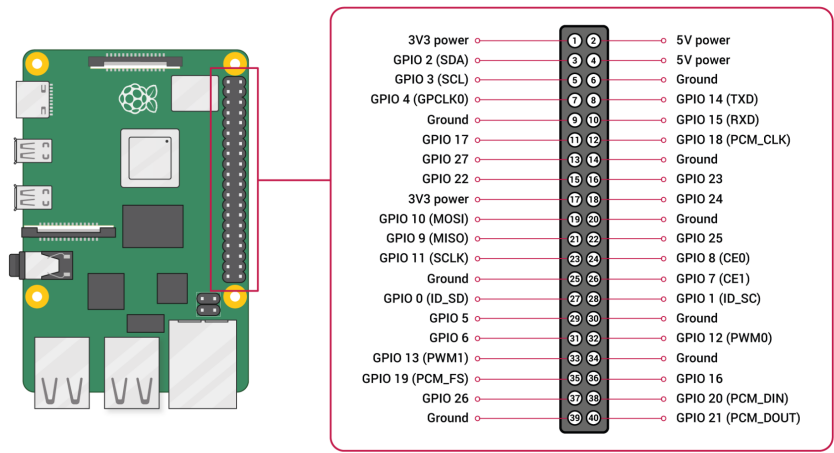 3V3 power 1 2 5V power
GPIO 2 (SDA) 3 4 5V power
GPIO 3 (SCL) 5 6 Ground
GPIO 4 (GPCLK0) 7 8 GPIO 14 (TXD)
Ground 9 10 GPIO 15 (RXD)
GPIO 17 11 12 GPIO 18 (PCM_CLK)
GPIO 27 13 14 Ground
GPIO 22 15 16 GPIO 23
3V3 power 17 18 GPIO 24
GPIO 10 (MOSI) 19 20 Ground
GPIO 9 (MISO) 21 22 GPIO 25
GPIO 11 (SCLK) 23 24 GPIO 8 (CE0)
Ground 25 26 GPIO 7 (CE1)
GPIO 0 (ID_SD) 27 28 GPIO 1 (ID_SC)
GPIO 5 29 30 Ground
GPIO 6 31 32 GPIO 12 (PWM0)
GPIO 13 (PWM1) 33 34 Ground
GPIO 19 (PCM_FS) 35 36 GPIO 16
GPIO 26 37 38 GPIO 20 (PCM_DIN)
Ground 39 40 GPIO 21 (PCM_DOUT)